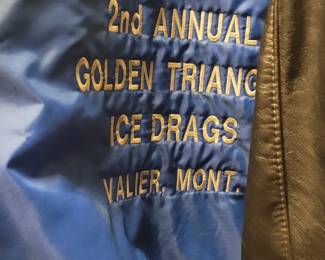 2nd ANNUAL
GOLDEN TRIANG
ICE DRAGS
VALIER, MONT.